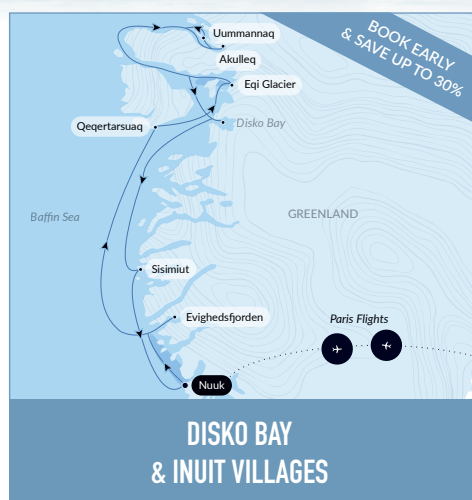 Uummannaq
BOOK EARLY
& SAVE UP TO 30%
Akulleq
Eqi Glacier
Qeqertarsuaq
Disko Bay
Baffin Sea
GREENLAND
Sisimiut
Evighedsfjorden
Paris Flights
Nuuk
DISKO BAY
& INUIT VILLAGES